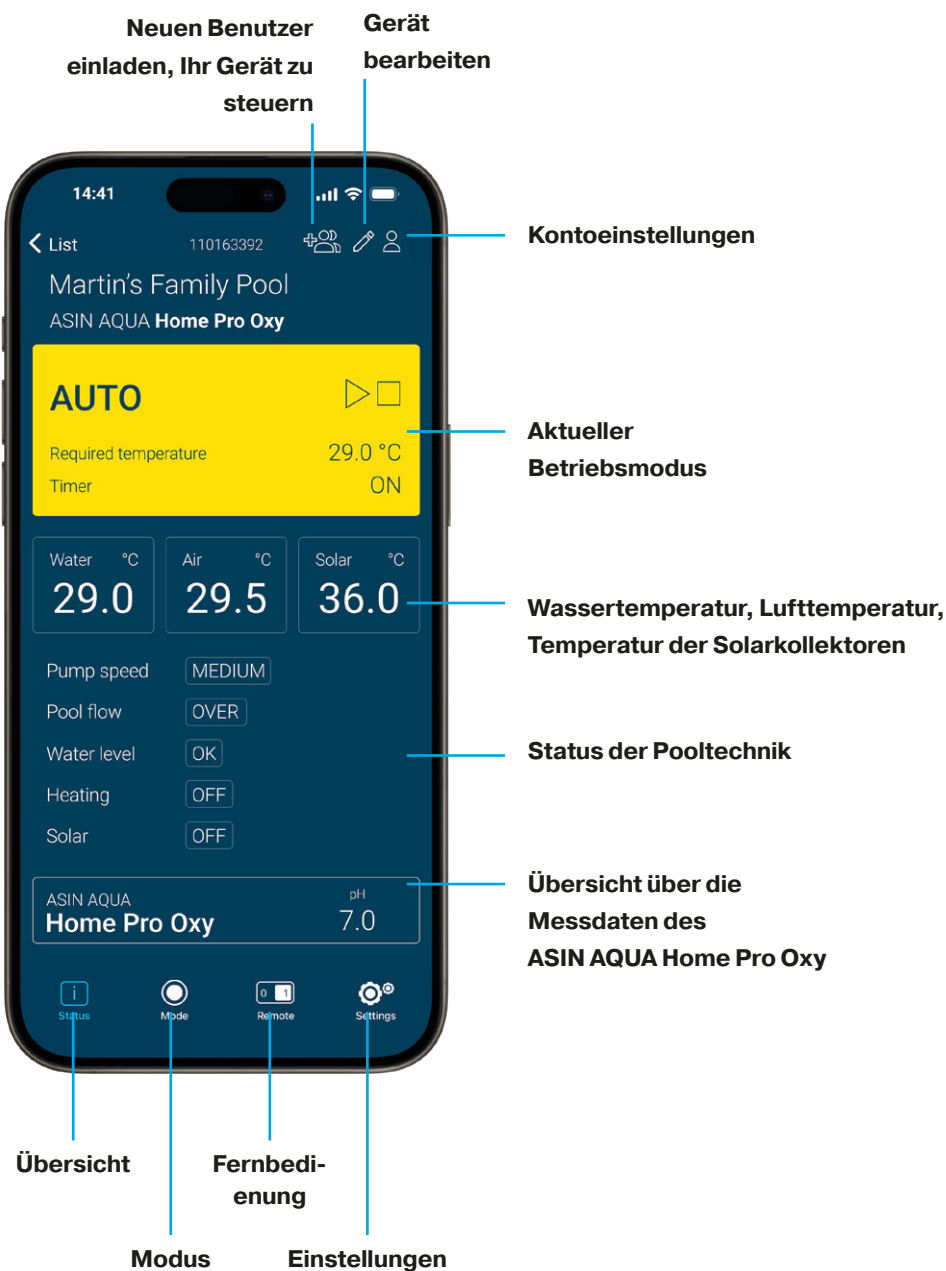 Neuen Benutzer
einladen, Ihr Gerät zu
steuern
Gerät
bearbeiten
14:41
List
110163392
Kontoeinstellungen
Martin's Family Pool
ASIN AQUA Home Pro Oxy
AUTO
Required temperature 29.0 °C
Timer ON
Aktueller
Betriebsmodus
Water °C
29.0
Air °C
29.5
Solar °C
36.0
Wassertemperatur, Lufttemperatur,
Temperatur der Solarkollektoren
Pump speed MEDIUM
Pool flow OVER
Water level OK
Heating OFF
Solar OFF
Status der Pooltechnik
ASIN AQUA
Home Pro Oxy
pH
7.0
Übersicht über die
Messdaten des
ASIN AQUA Home Pro Oxy
i
Status
Mode
0 1
Remote
Settings
Übersicht
Fernbedi-
enung
Modus
Einstellungen